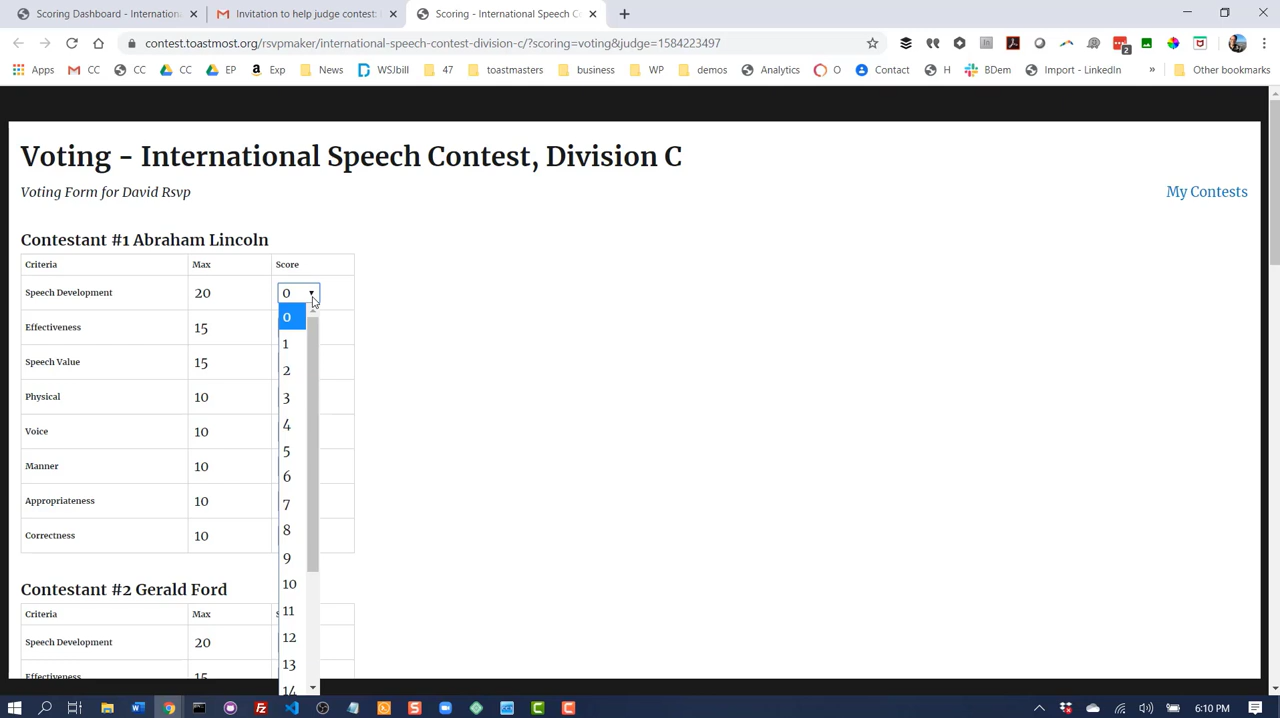 Scoring Dashboard - Internation
Invitation to help judge contest:
Scoring - International Speech C
contest.toastmost.org/rsvpmaker/international-speech-contest-division-c/?scoring=voting&judge=1584223497
2
Apps CC CC CC EP Exp News WSJbill 47 toastmasters business WP demos Analytics O Contact H BDem Import - LinkedIn » Other bookmarks
Voting - International Speech Contest, Division C
Voting Form for David Rsvp
My Contests
Contestant #1 Abraham Lincoln
Criteria Max Score
Speech Development 20 0
0
Effectiveness 15
1
Speech Value 15
2
Physical 10
3
4
Voice 10
5
Manner 10
6
Appropriateness 10
7
8
Correctness 10
9
10
Contestant #2 Gerald Ford
11
Criteria Max S
12
Speech Development 20
13
Effectiveness 15
14
6:10 PM